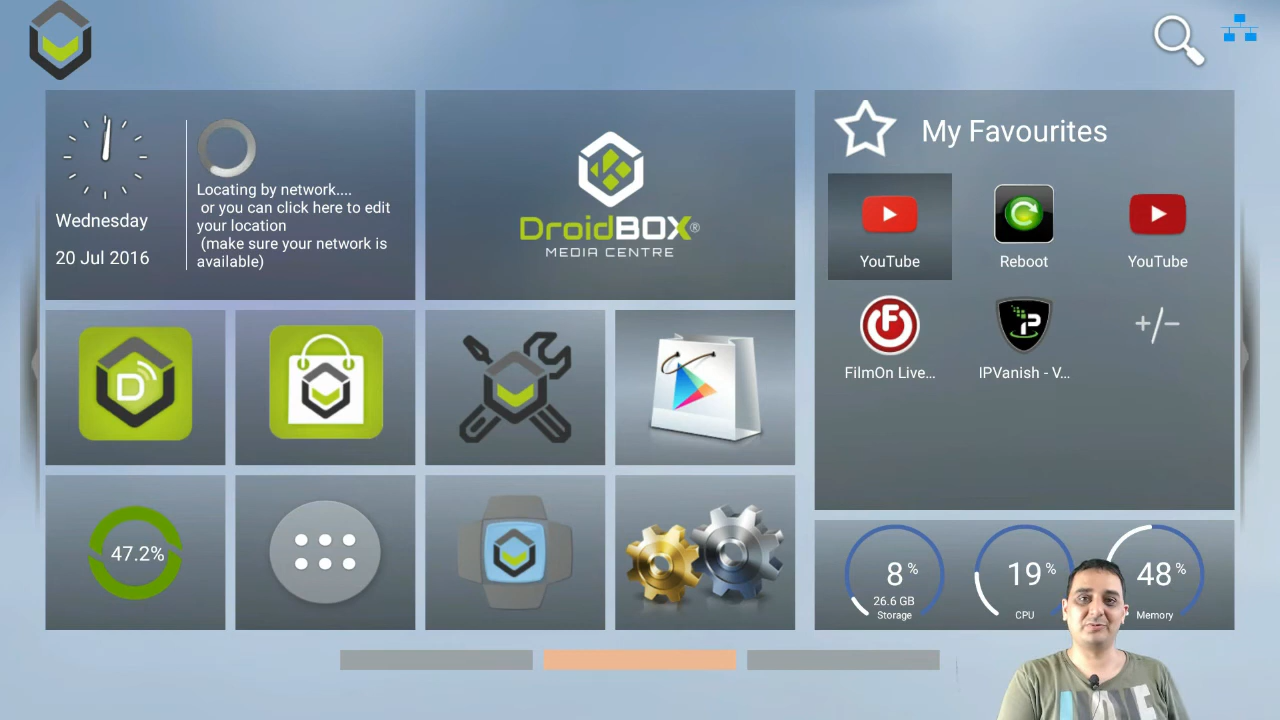 Wednesday
20 Jul 2016
Locating by network....
or you can click here to edit
your location
(make sure your network is
available)
DroidBOX®
MEDIA CENTRE
My Favourites
YouTube
Reboot
YouTube
FilmOn Live...
IPVanish - V...
+/-
D
47.2%
8%
26.6 GB
Storage
19%
CPU
48%
Memory